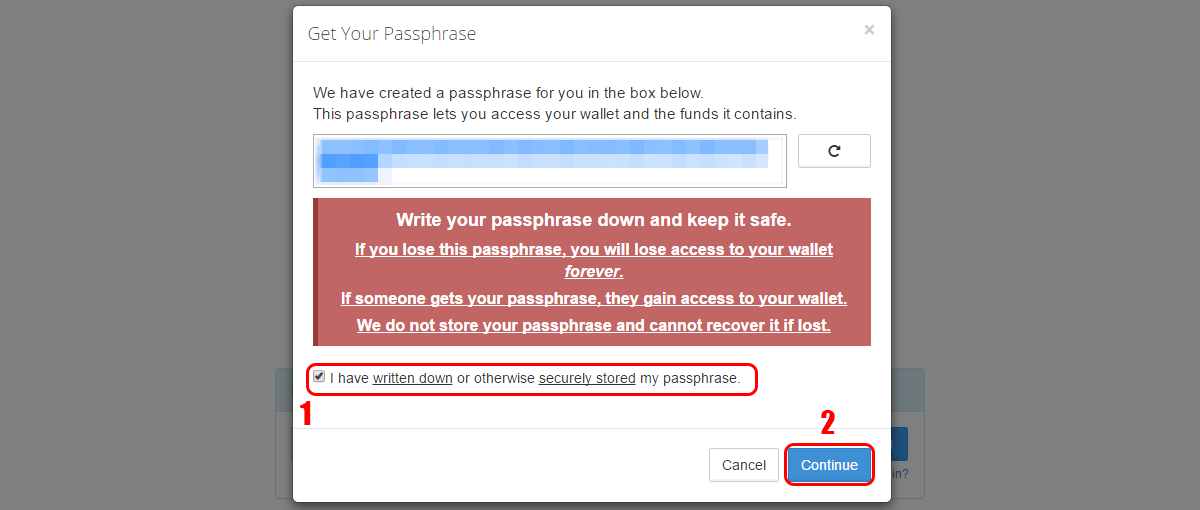 Get Your Passphrase ×
We have created a passphrase for you in the box below.
This passphrase lets you access your wallet and the funds it contains.
Write your passphrase down and keep it safe.
If you lose this passphrase, you will lose access to your wallet
forever.
If someone gets your passphrase, they gain access to your wallet.
We do not store your passphrase and cannot recover it if lost.
I have written down or otherwise securely stored my passphrase.
1
2
Cancel
Continue
in?